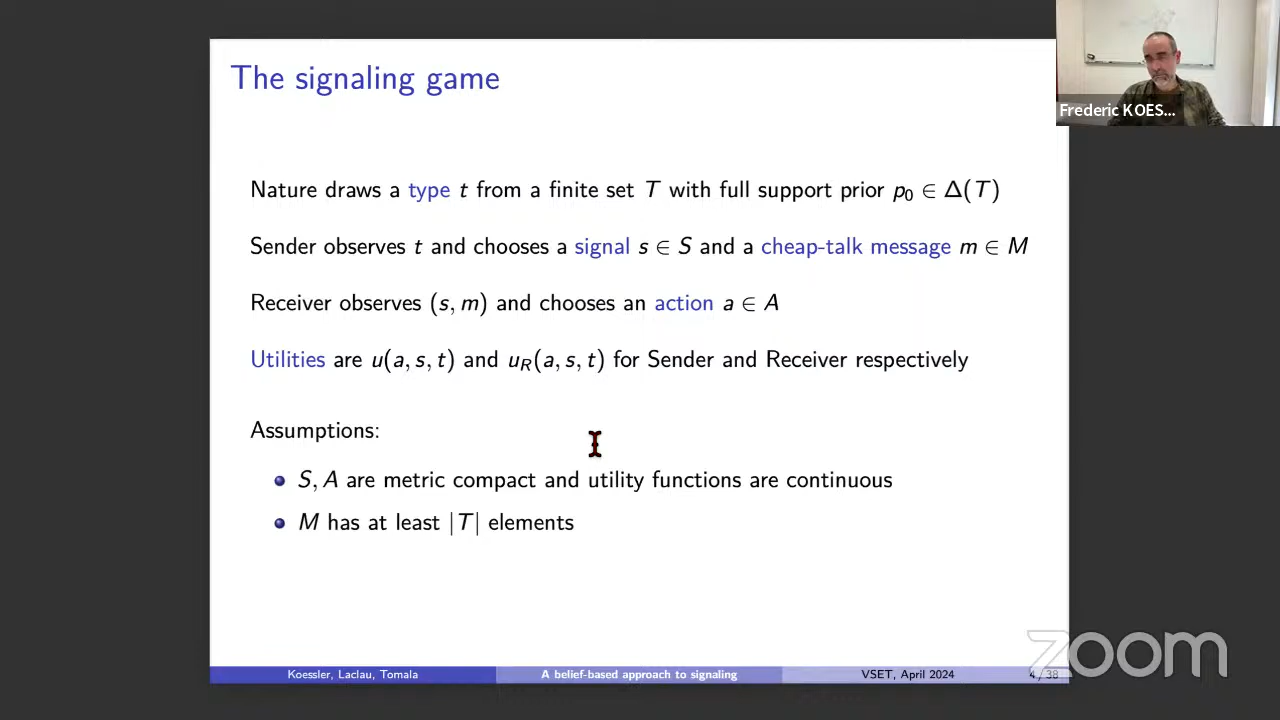 The signaling game
Frederic KOES...
Nature draws a type t from a finite set T with full support prior p₀ ∈ Δ(T)
Sender observes t and chooses a signal s ∈ S and a cheap-talk message m ∈ M
Receiver observes (s, m) and chooses an action a ∈ A
Utilities are u(a, s, t) and u_R(a, s, t) for Sender and Receiver respectively
Assumptions:
S, A are metric compact and utility functions are continuous
M has at least |T| elements
zoom
Koessler, Laclau, Tomala A belief-based approach to signaling VSET, April 2024 4 / 38